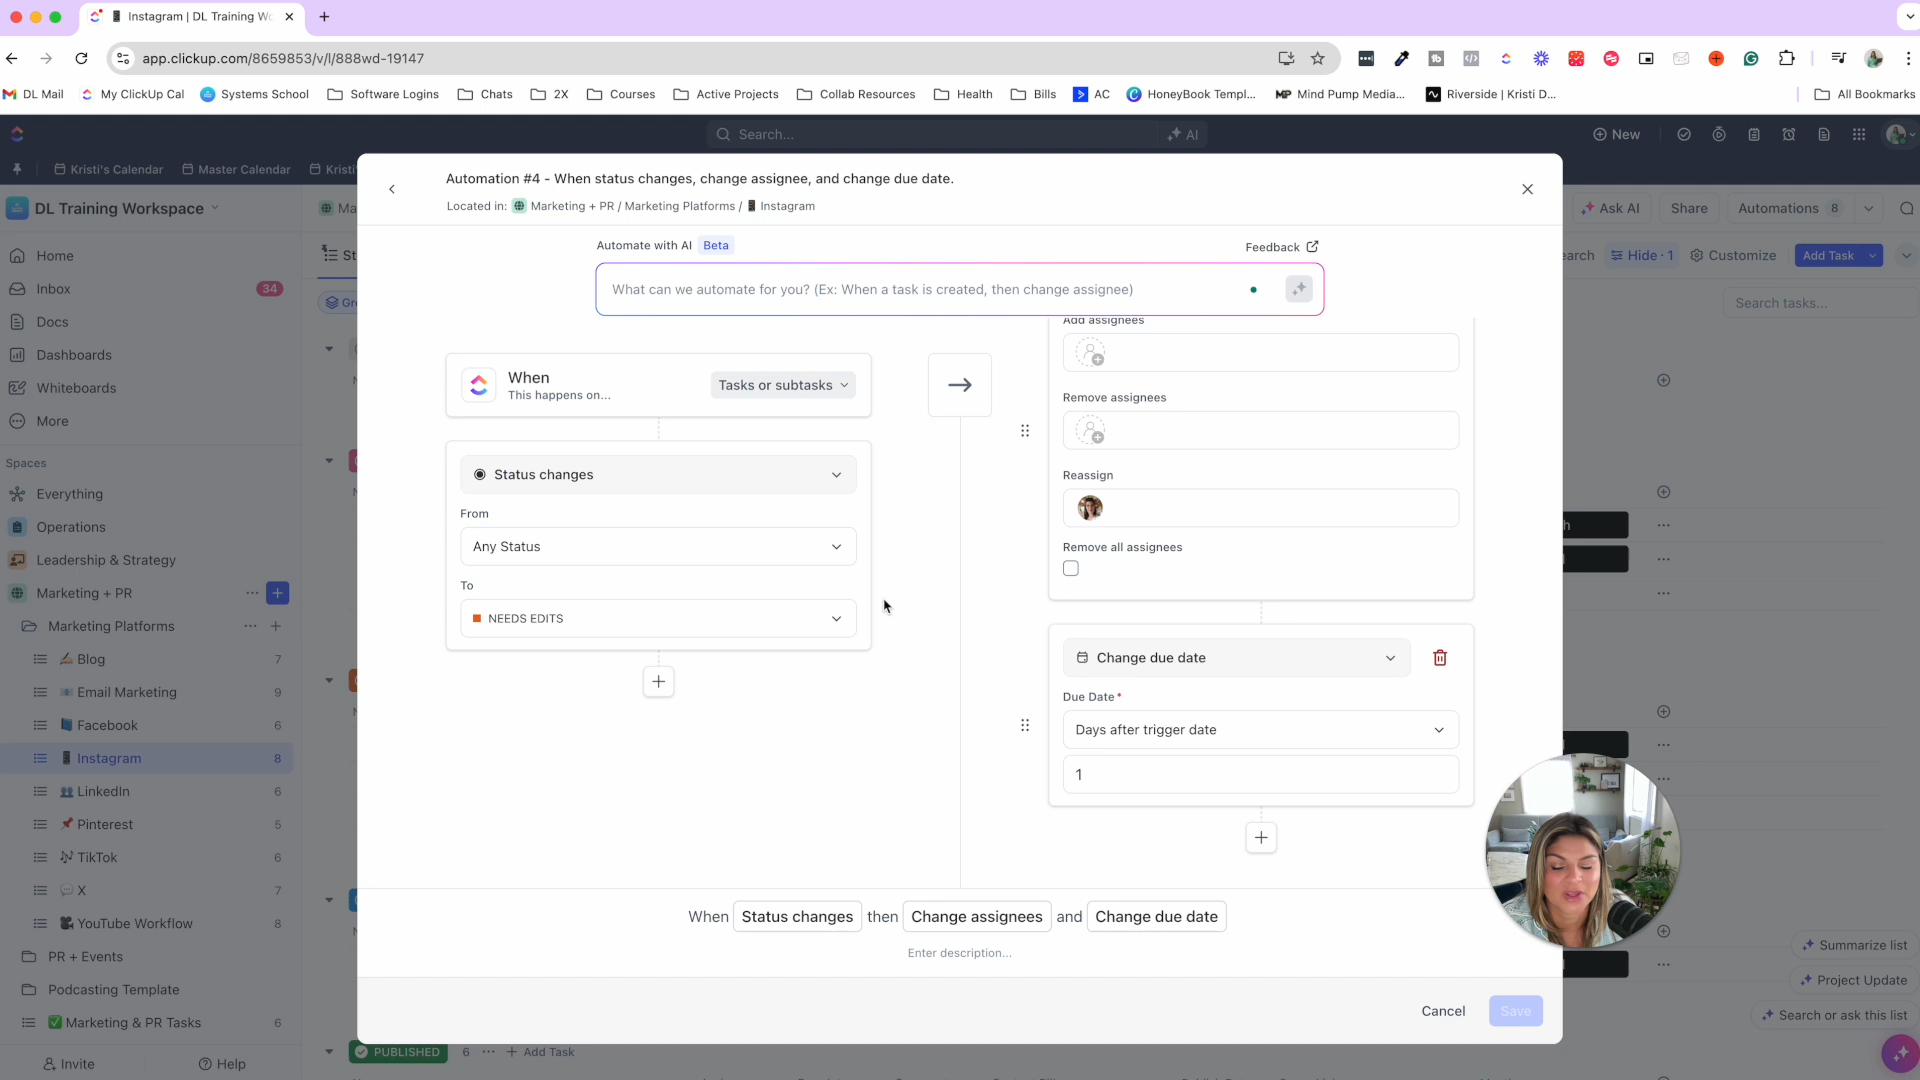 Instagram | DL Training Wo
app.clickup.com/8659853/v/l/888wd-19147
DL Mail
My ClickUp Cal
Systems School
Software Logins
Chats
2X
Courses
Active Projects
Collab Resources
Health
Bills
AC
HoneyBook Templ...
MP Mind Pump Media...
Riverside | Kristi D...
All Bookmarks
Search...
AI
New
Kristi's Calendar
Master Calendar
Kristi'
DL Training Workspace
Home
Inbox
34
Docs
Dashboards
Whiteboards
More
Spaces
Everything
Operations
Leadership & Strategy
Marketing + PR
Marketing Platforms
Blog
7
Email Marketing
9
Facebook
6
Instagram
8
LinkedIn
6
Pinterest
5
TikTok
6
X
7
YouTube Workflow
8
PR + Events
Podcasting Template
Marketing & PR Tasks
6
Invite
Help
Automation #4 - When status changes, change assignee, and change due date.
Located in: Marketing + PR / Marketing Platforms / Instagram
Automate with AI
Beta
Feedback
What can we automate for you? (Ex: When a task is created, then change assignee)
When
This happens on...
Tasks or subtasks
Status changes
From
Any Status
To
NEEDS EDITS
Add assignees
Remove assignees
Reassign
Remove all assignees
Change due date
Due Date*
Days after trigger date
1
When Status changes then Change assignees and Change due date
Enter description...
Cancel
Save
Ask AI
Share
Automations 8
Hide · 1
Customize
Add Task
Search tasks...
Summarize list
Project Update
Search or ask this list
PUBLISHED
6
Add Task